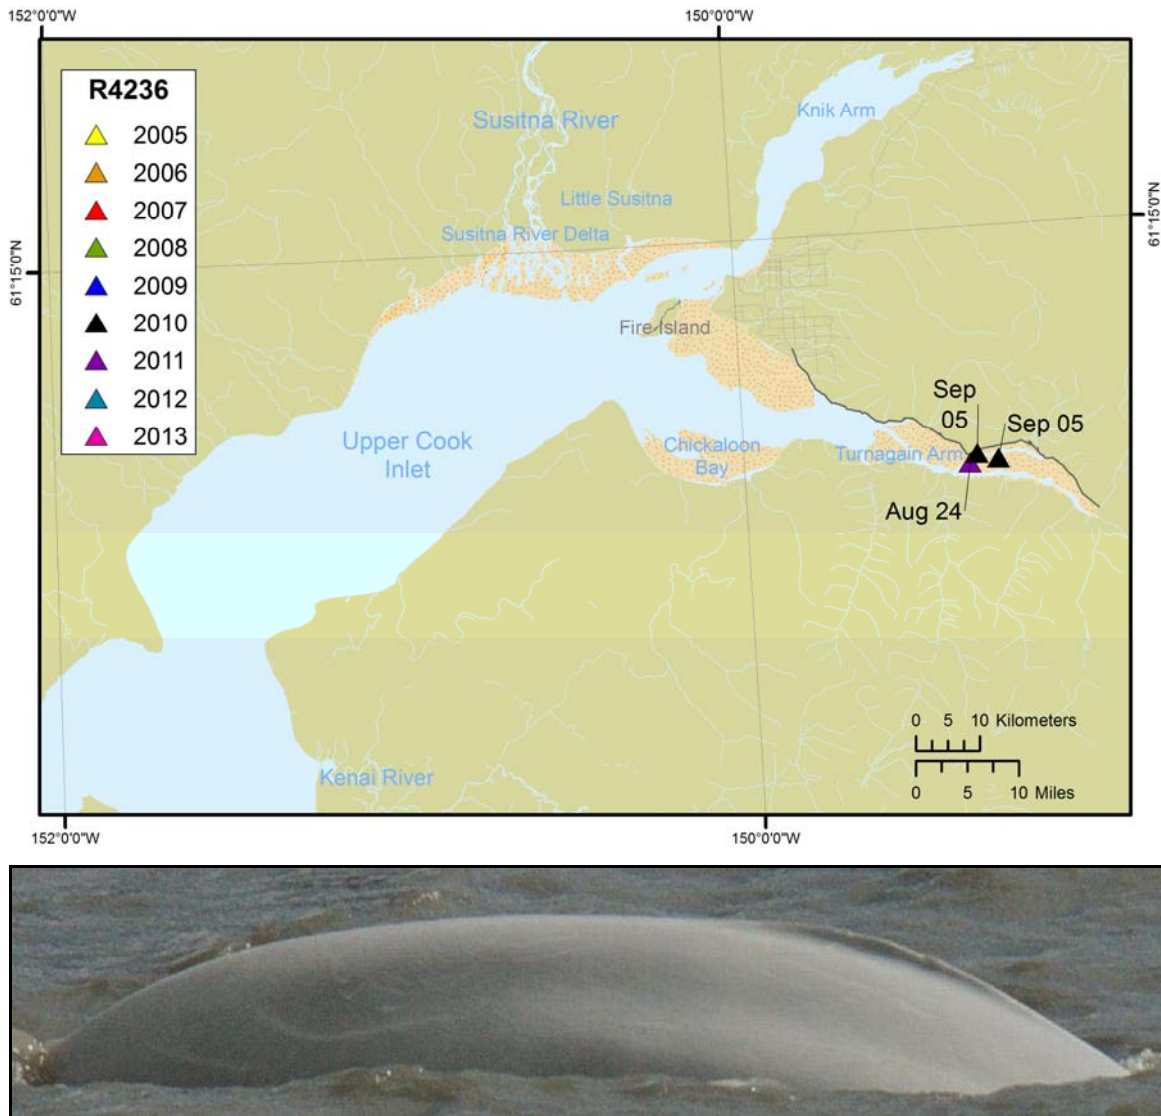 152°0'0"W
150°0'0"W
R4236
2005
2006
2007
2008
2009
2010
2011
2012
2013
Susitna River
Knik Arm
Little Susitna
Susitna River Delta
61°15'0"N
61°15'0"N
Fire Island
Sep
05
Sep 05
Upper Cook
Inlet
Chickaloon
Bay
Turnagain Arm
Aug 24
0 5 10 Kilometers
0 5 10 Miles
Kenai River
152°0'0"W
150°0'0"W